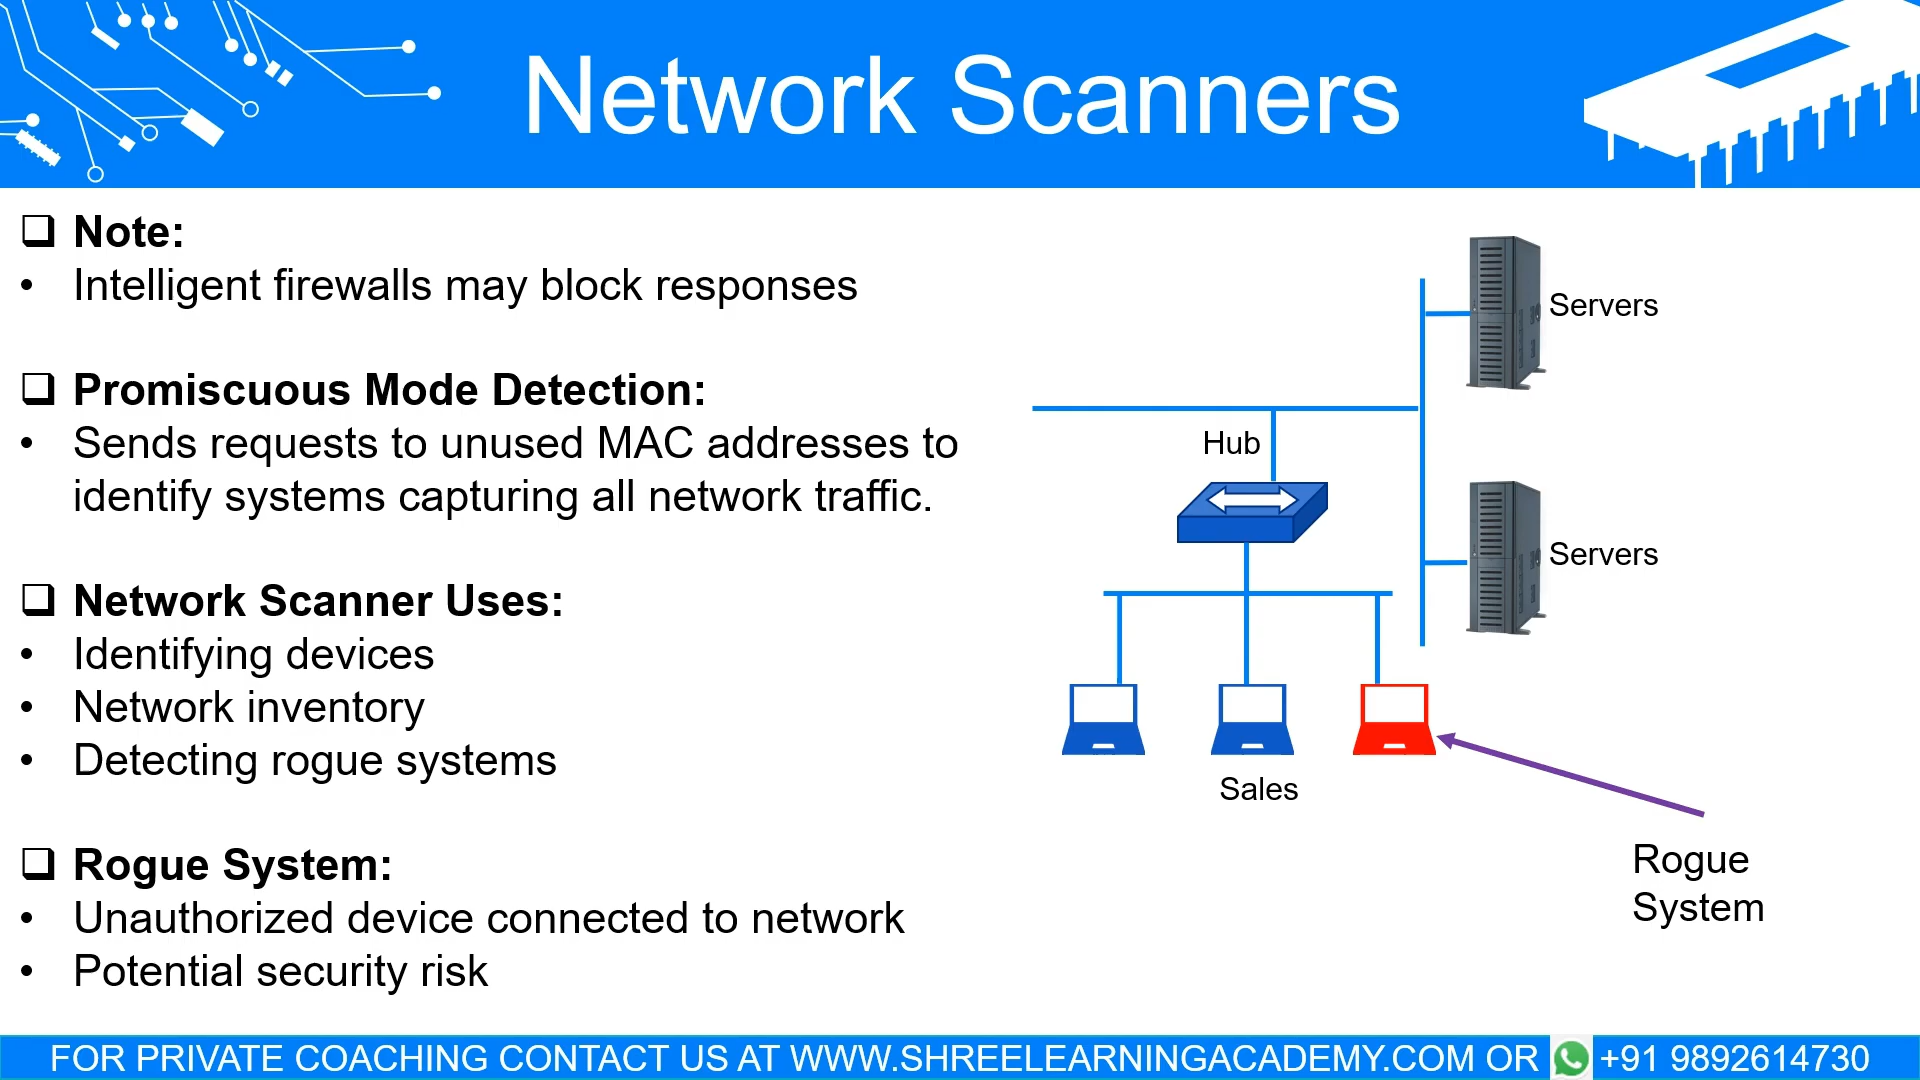 Network Scanners
❑ Note:
• Intelligent firewalls may block responses
❑ Promiscuous Mode Detection:
• Sends requests to unused MAC addresses to
identify systems capturing all network traffic.
❑ Network Scanner Uses:
• Identifying devices
• Network inventory
• Detecting rogue systems
❑ Rogue System:
• Unauthorized device connected to network
• Potential security risk
Servers
Hub
Servers
Sales
Rogue
System
FOR PRIVATE COACHING CONTACT US AT WWW.SHREELEARNINGACADEMY.COM OR +91 9892614730